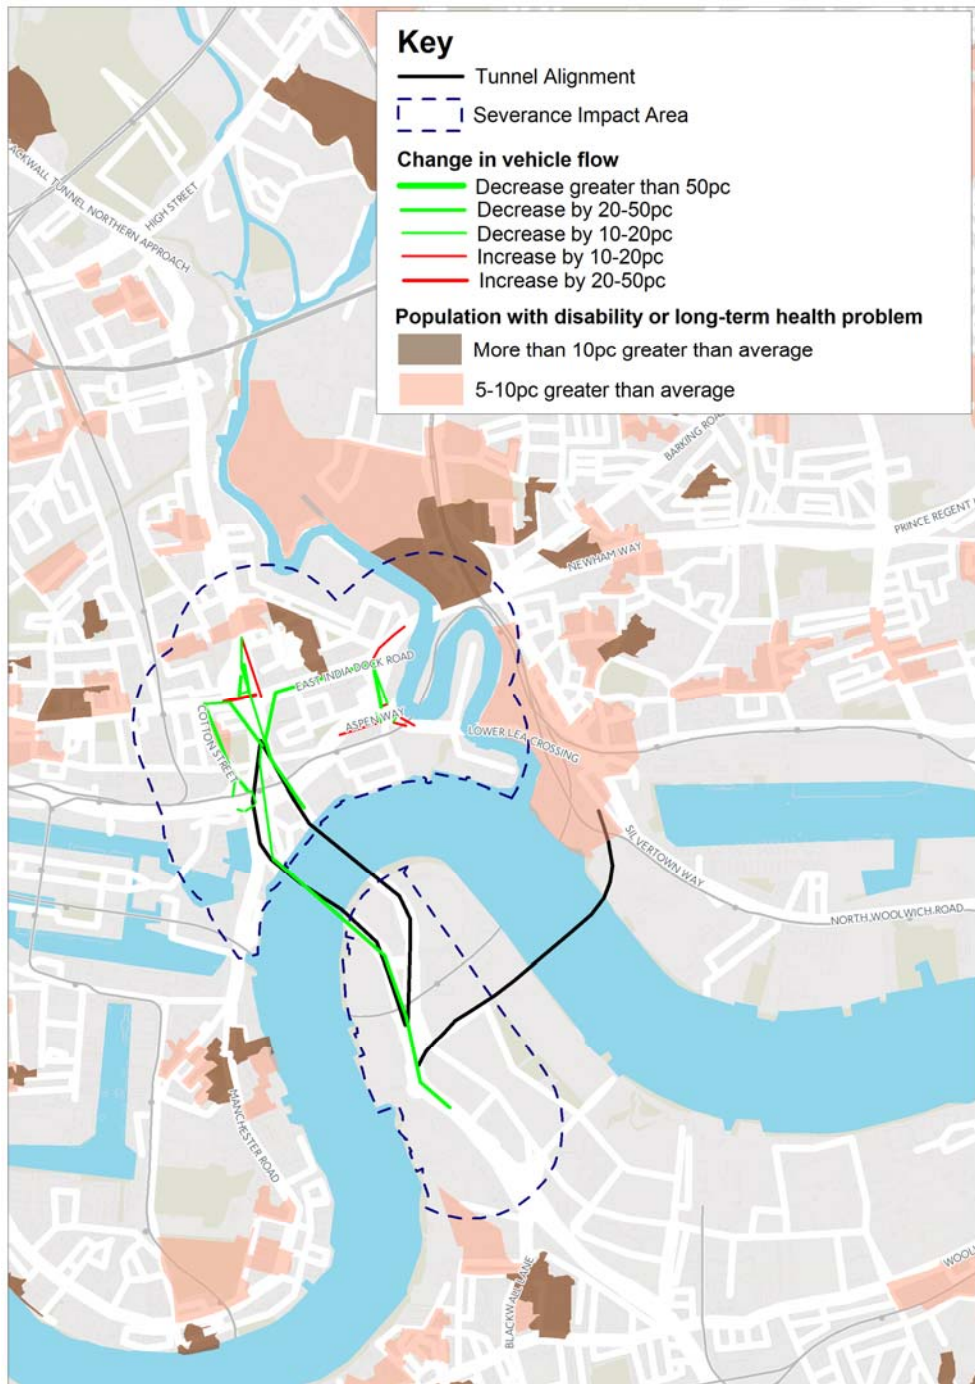 Key
Tunnel Alignment
Severance Impact Area
Change in vehicle flow
Decrease greater than 50pc
Decrease by 20-50pc
Decrease by 10-20pc
Increase by 10-20pc
Increase by 20-50pc
Population with disability or long-term health problem
More than 10pc greater than average
5-10pc greater than average
ACKWALL TUNNEL NORTHERN APPROACH
HIGH STREET
BARKING ROA
PRINCE REGENT
NEWHAM WAY
EAST INDIA DOCK ROAD
COTTON STREET
ASPEN WAY
LOWER LEA CROSSING
SILVERTOWN WAY
NORTH WOOLWICH ROAD
MANCHESTER ROAD
BLACKWALL LANE
WOOL